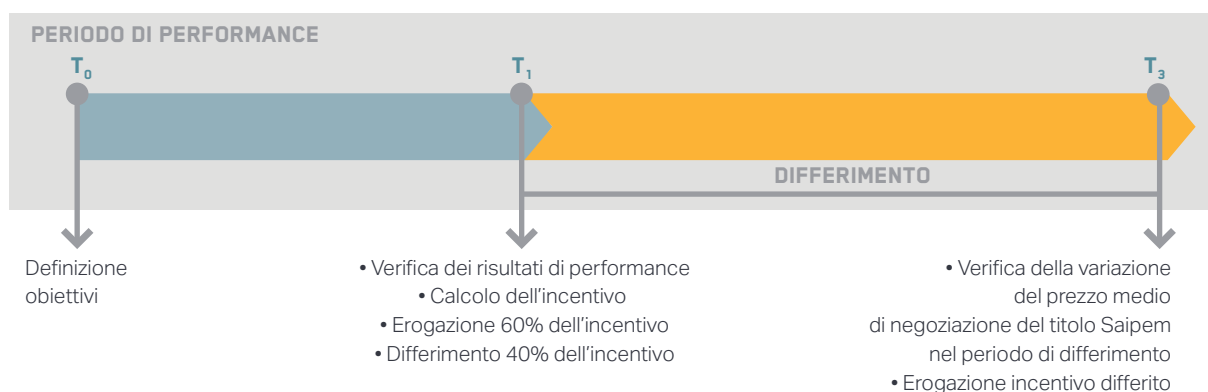 PERIODO DI PERFORMANCE
T0
T1
T3
DIFFERIMENTO
Definizione
obiettivi
• Verifica dei risultati di performance
• Calcolo dell'incentivo
• Erogazione 60% dell'incentivo
• Differimento 40% dell'incentivo
• Verifica della variazione
del prezzo medio
di negoziazione del titolo Saipem
nel periodo di differimento
• Erogazione incentivo differito